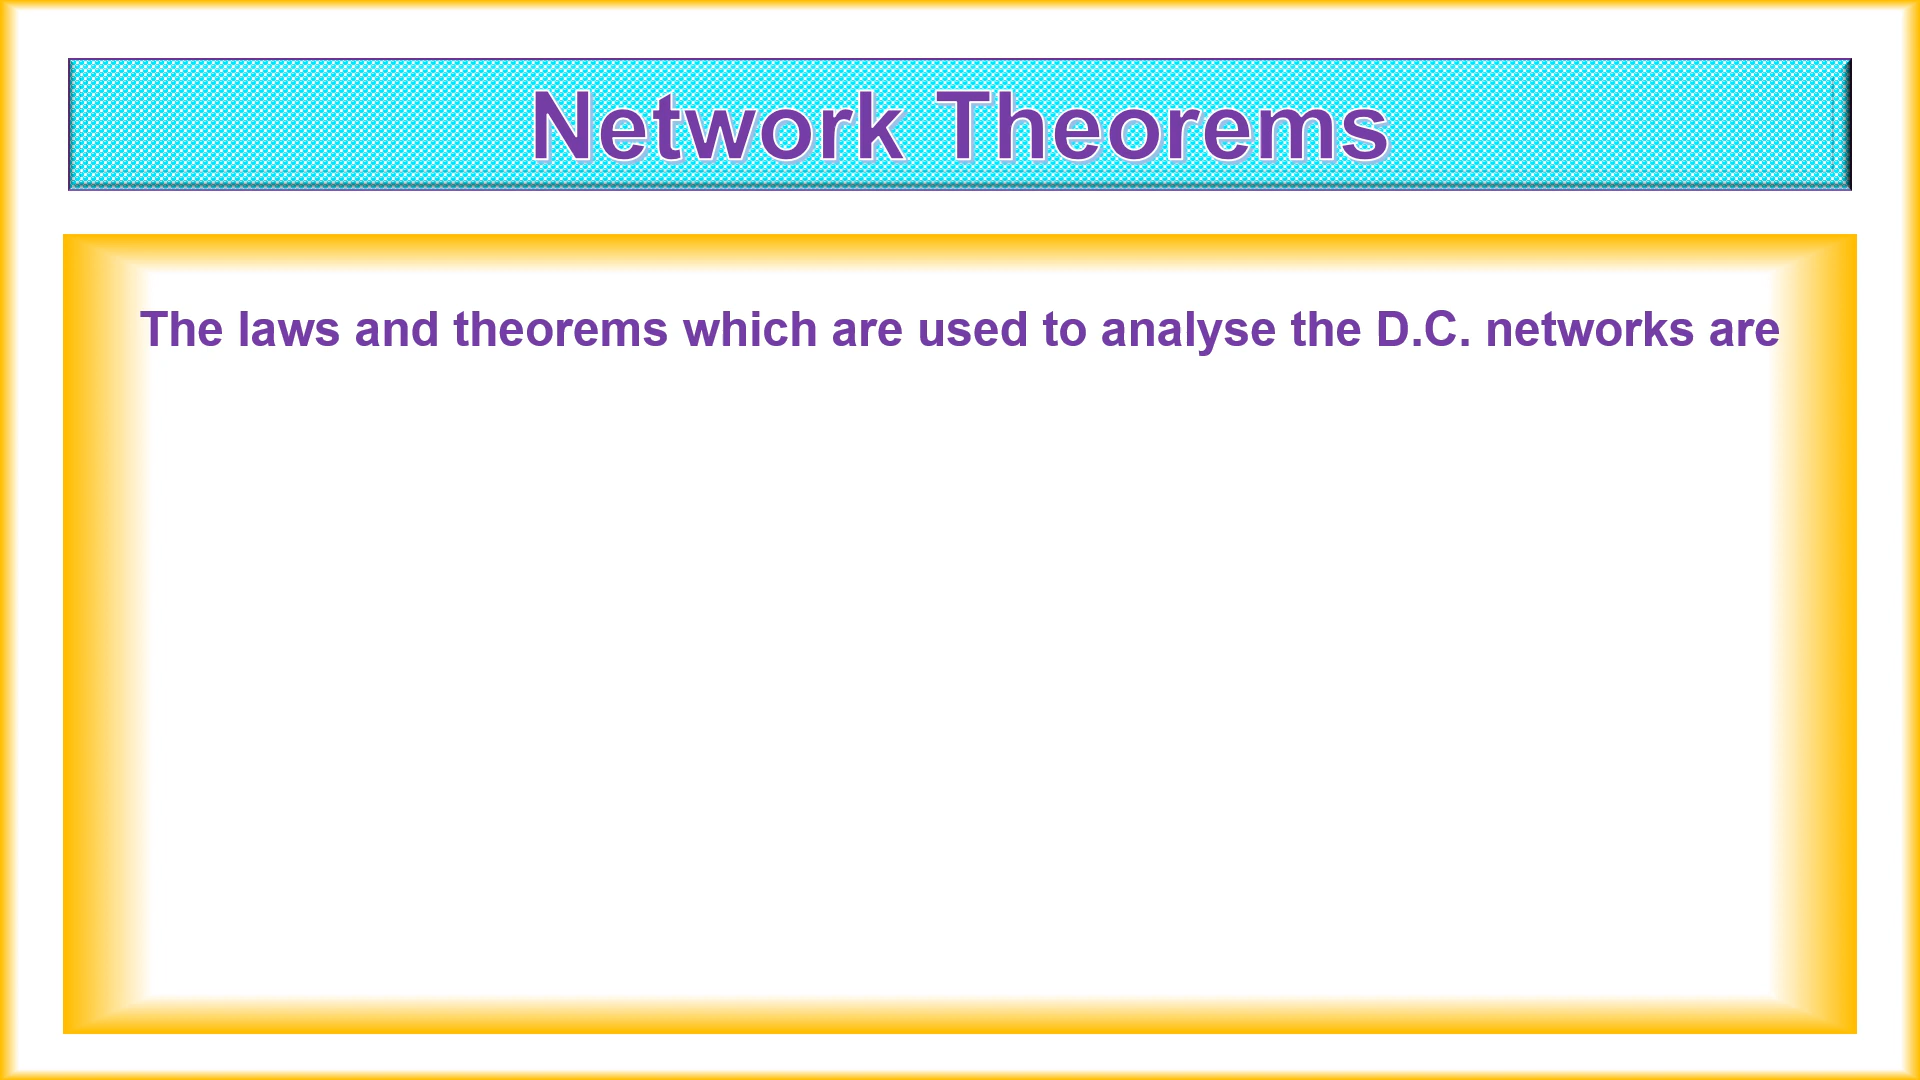 Network Theorems
The laws and theorems which are used to analyse the D.C. networks are